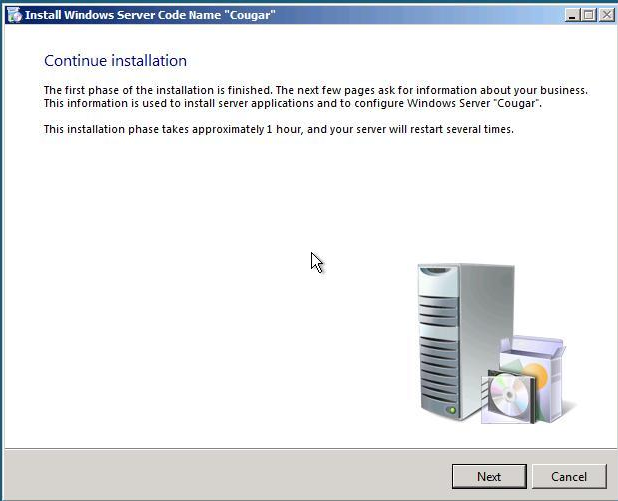 Install Windows Server Code Name "Cougar"
Continue installation
The first phase of the installation is finished. The next few pages ask for information about your business.
This information is used to install server applications and to configure Windows Server "Cougar".
This installation phase takes approximately 1 hour, and your server will restart several times.
Next
Cancel